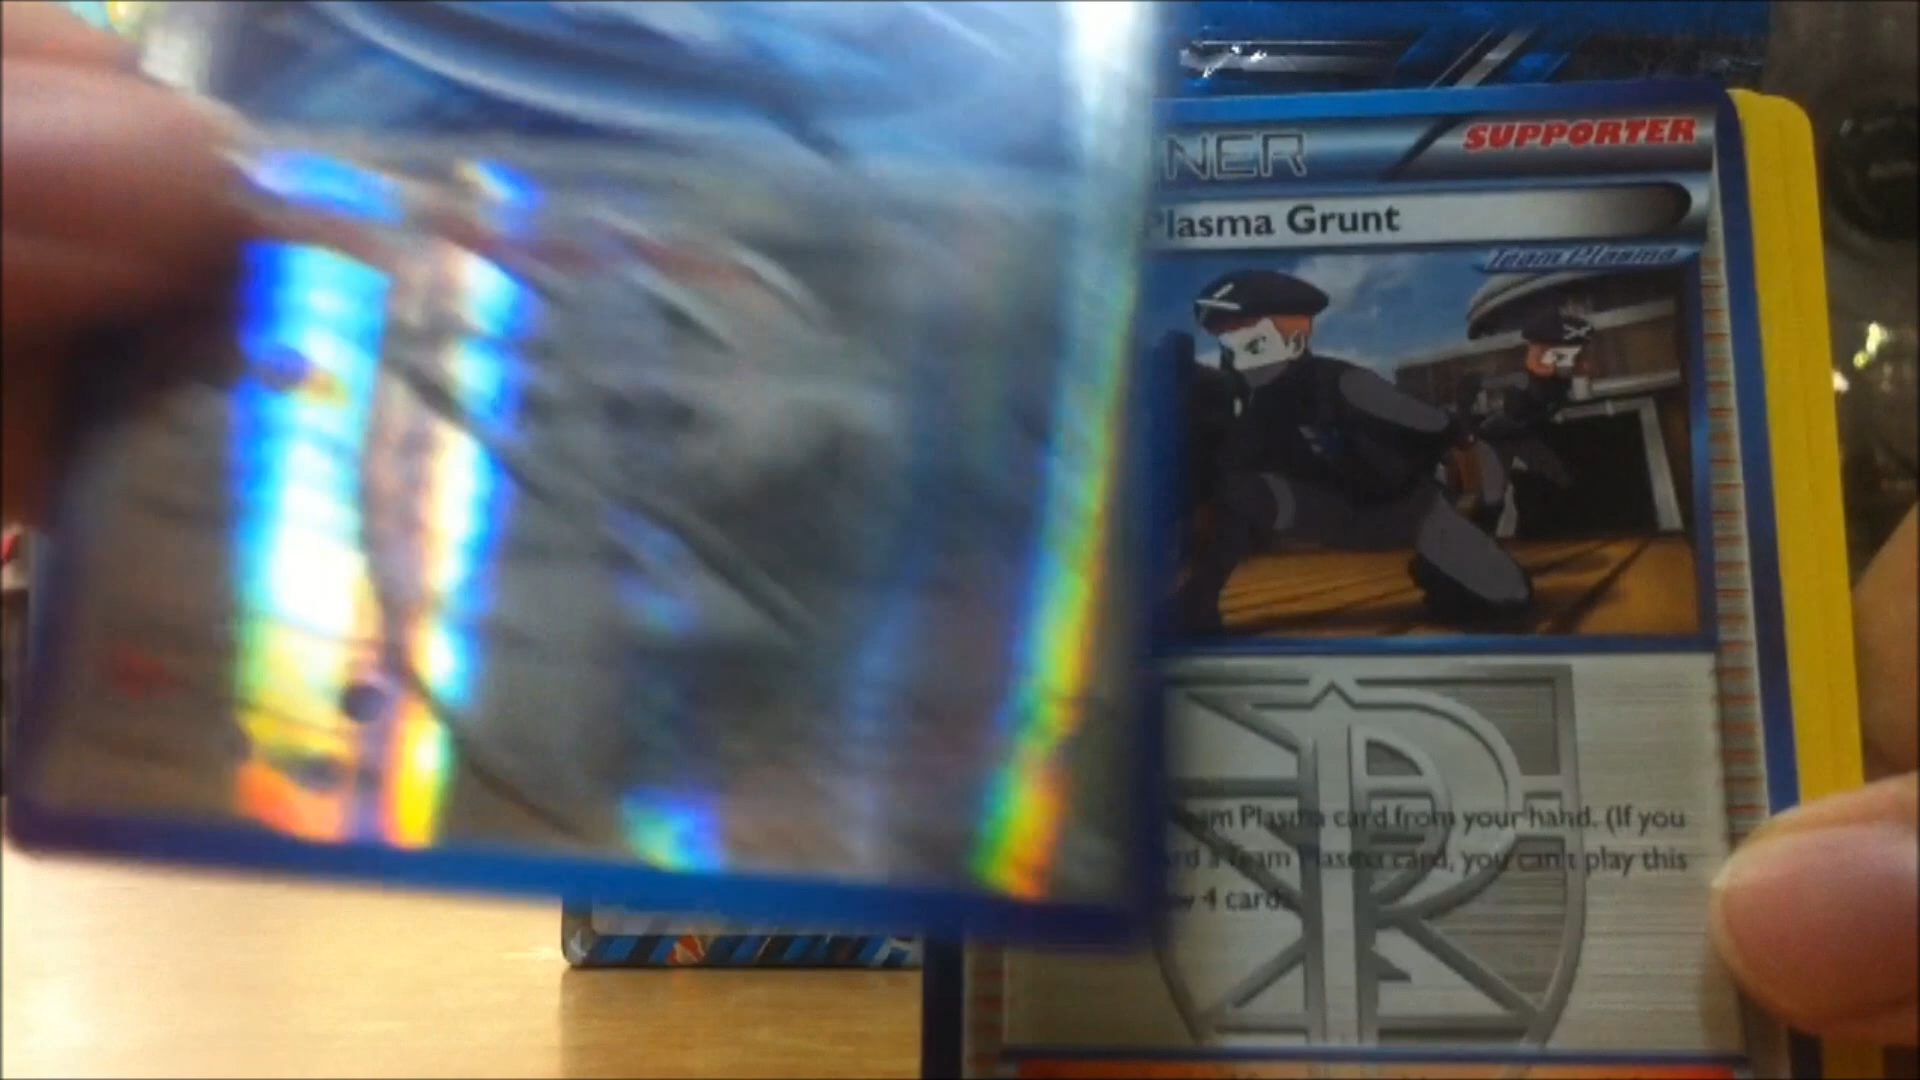 NER
SUPPORTER
Plasma Grunt
Team Plasma
am Plasma card from your hand. (If you
rd a Team Plasma card, you can't play this
w 4 cards.